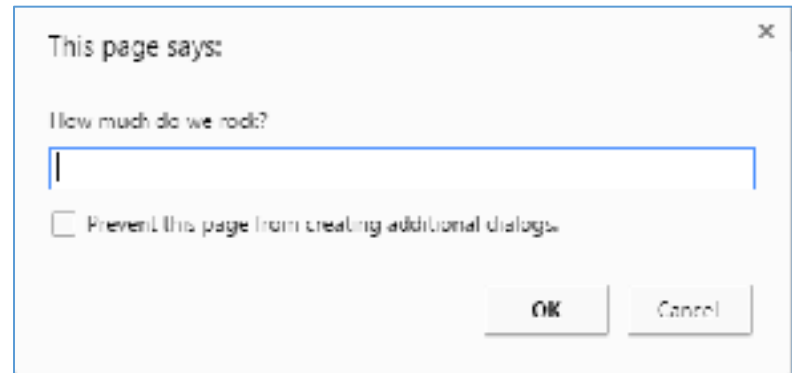 This page says:
How much do we rock?
Prevent this page from creating additional dialogs.
OK Cancel